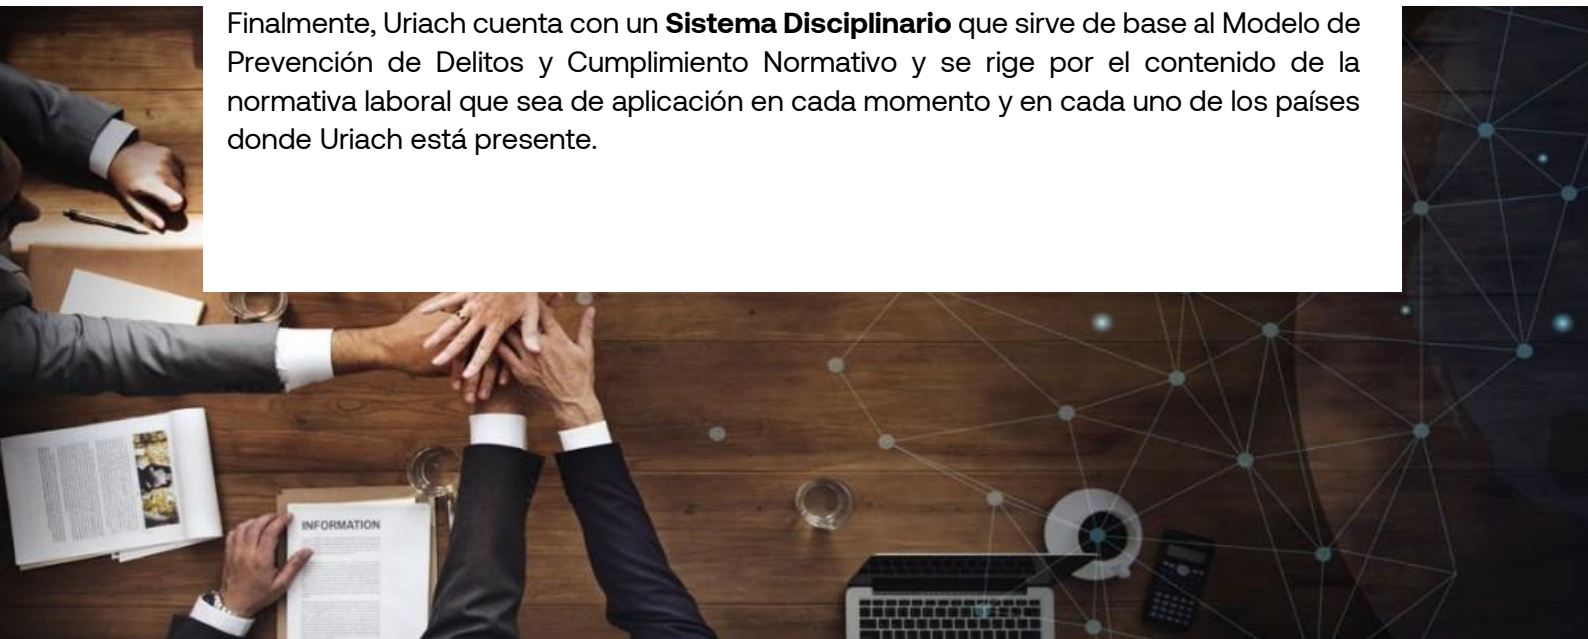 Finalmente, Uriach cuenta con un Sistema Disciplinario que sirve de base al Modelo de
Prevención de Delitos y Cumplimiento Normativo y se rige por el contenido de la
normativa laboral que sea de aplicación en cada momento y en cada uno de los países
donde Uriach está presente.
INFORMATION